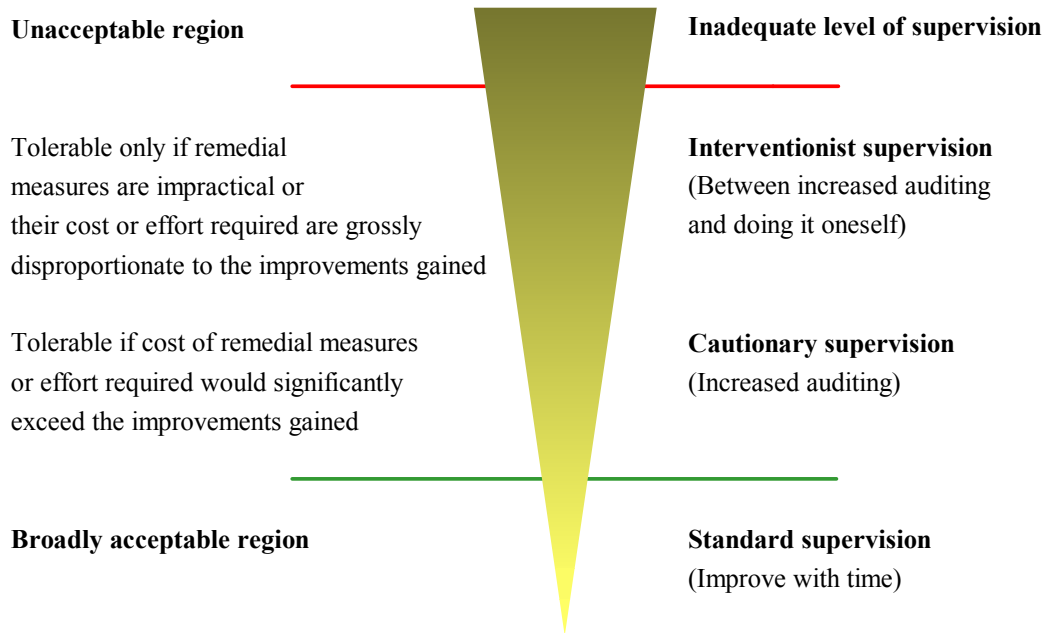 Unacceptable region
Inadequate level of supervision
Tolerable only if remedial
measures are impractical or
their cost or effort required are grossly
disproportionate to the improvements gained
Interventionist supervision
(Between increased auditing
and doing it oneself)
Tolerable if cost of remedial measures
or effort required would significantly
exceed the improvements gained
Cautionary supervision
(Increased auditing)
Broadly acceptable region
Standard supervision
(Improve with time)